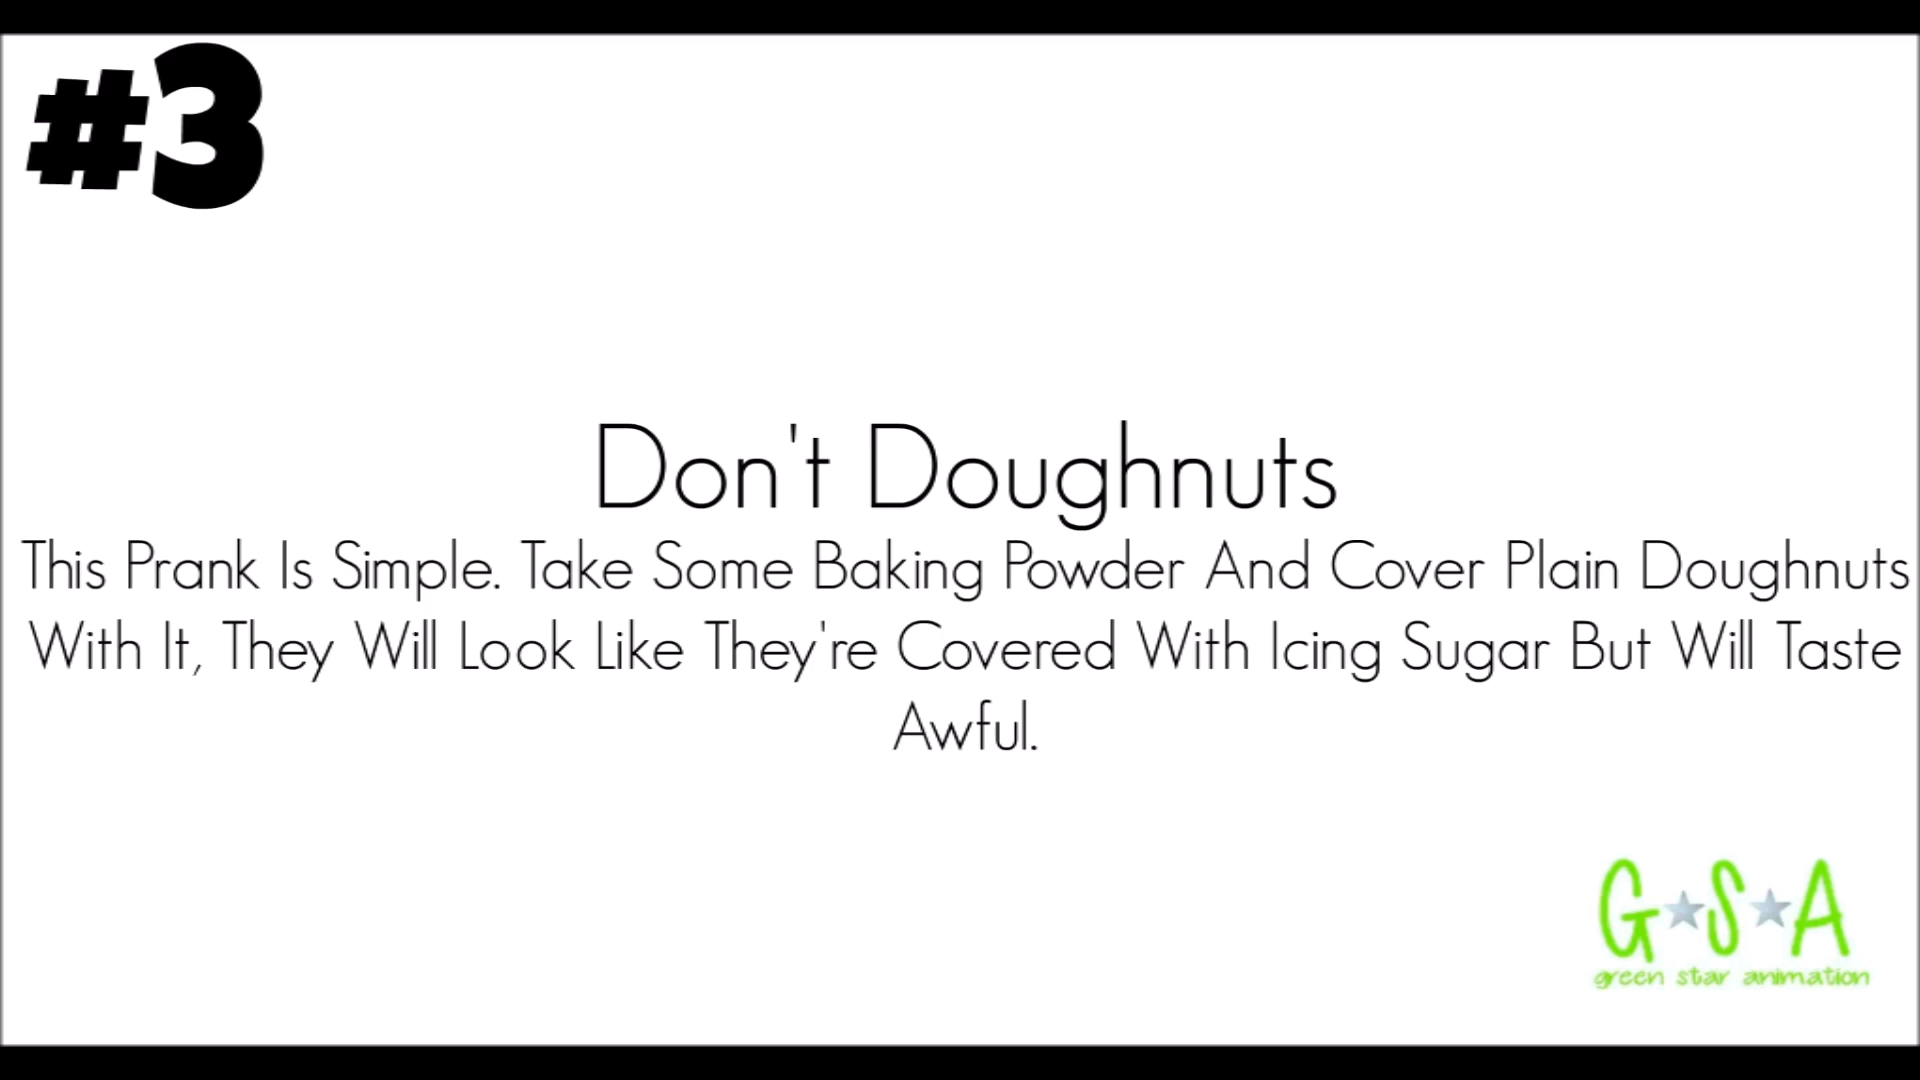 #3
Don't Doughnuts
This Prank Is Simple. Take Some Baking Powder And Cover Plain Doughnuts
With It, They Will Look Like They're Covered With Icing Sugar But Will Taste
Awful.
G★S★A
green star animation